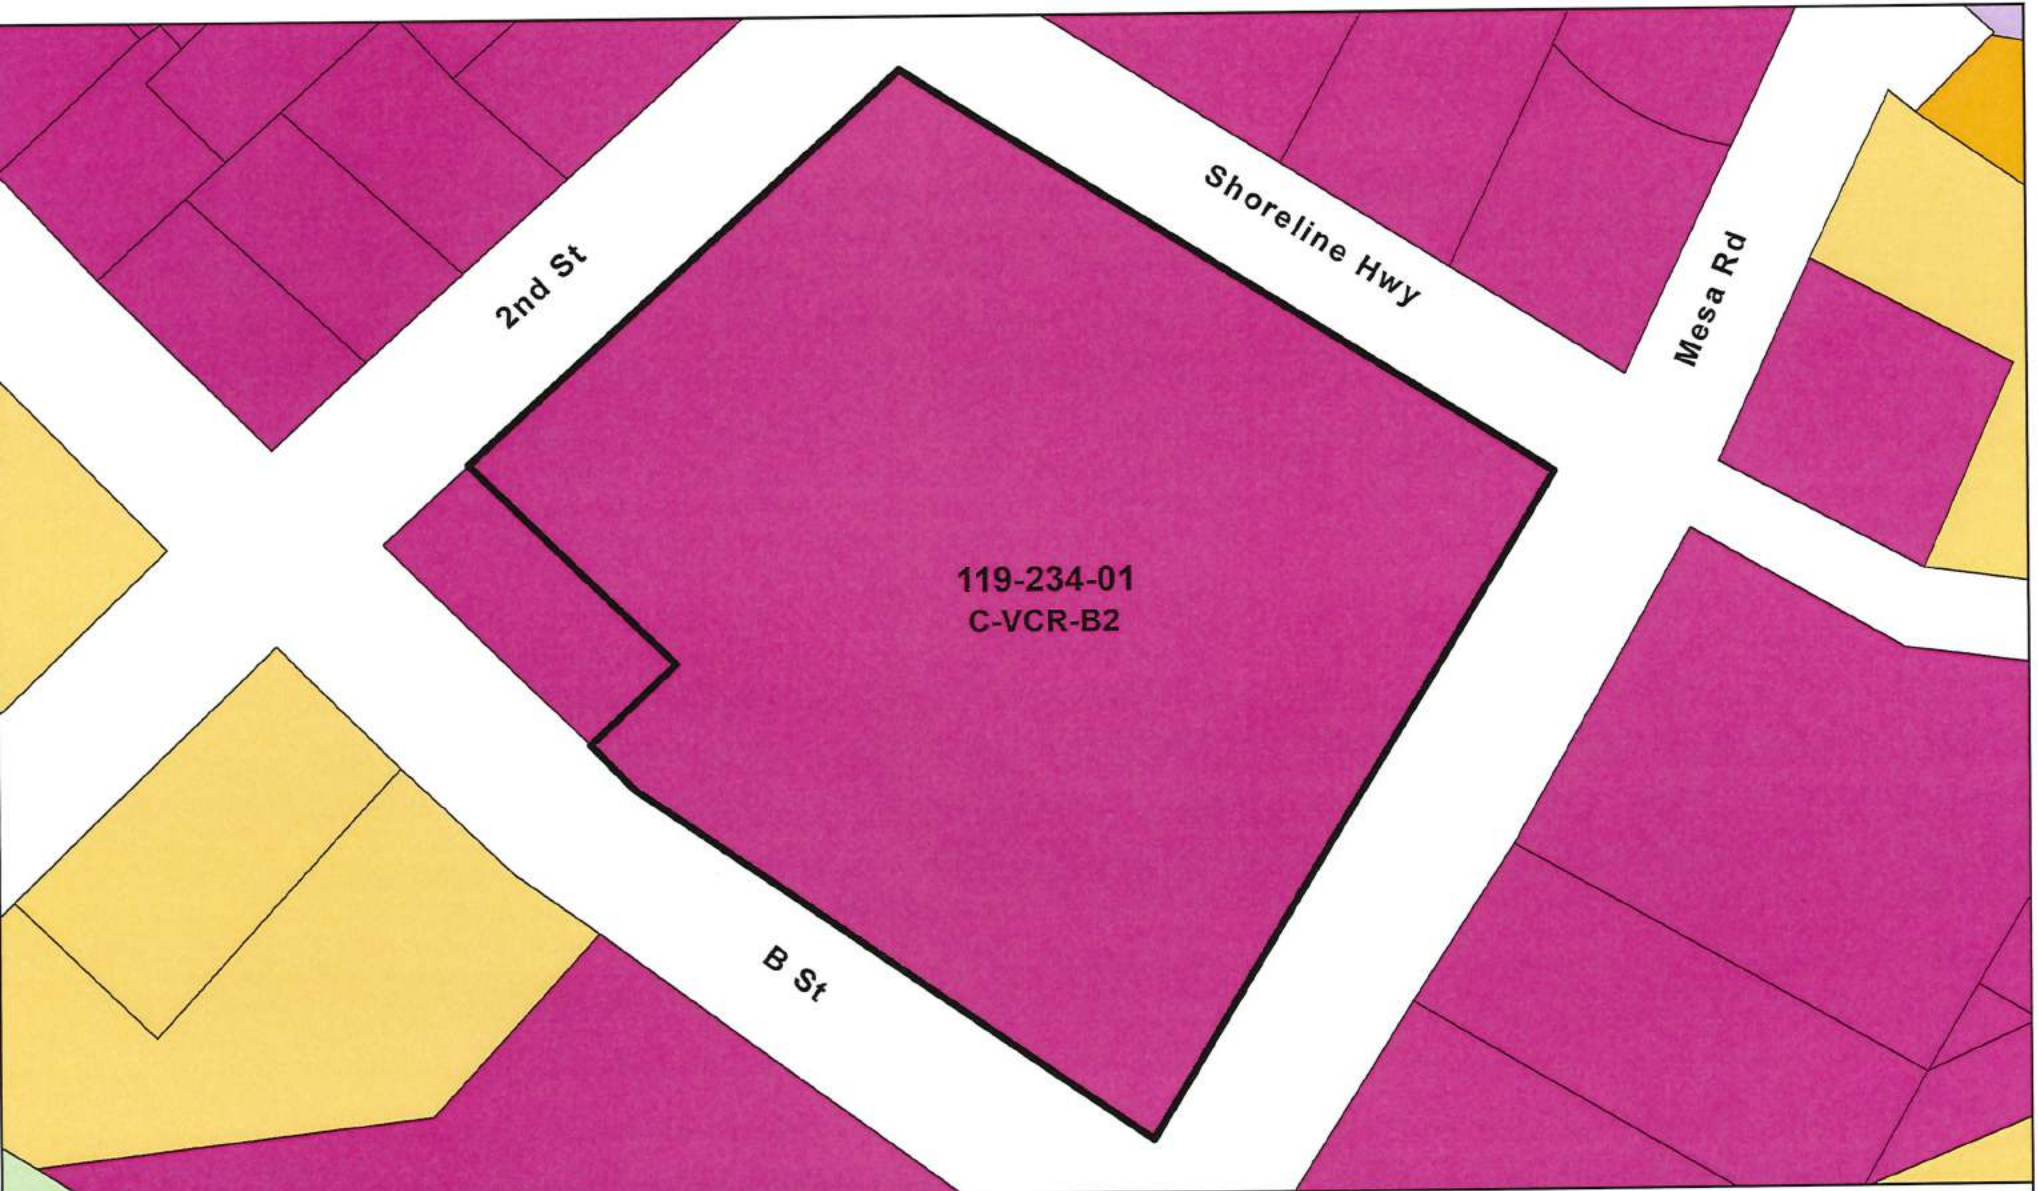 Shoreline Hwy
2nd St
Mesa Rd
119-234-01
C-VCR-B2
B St